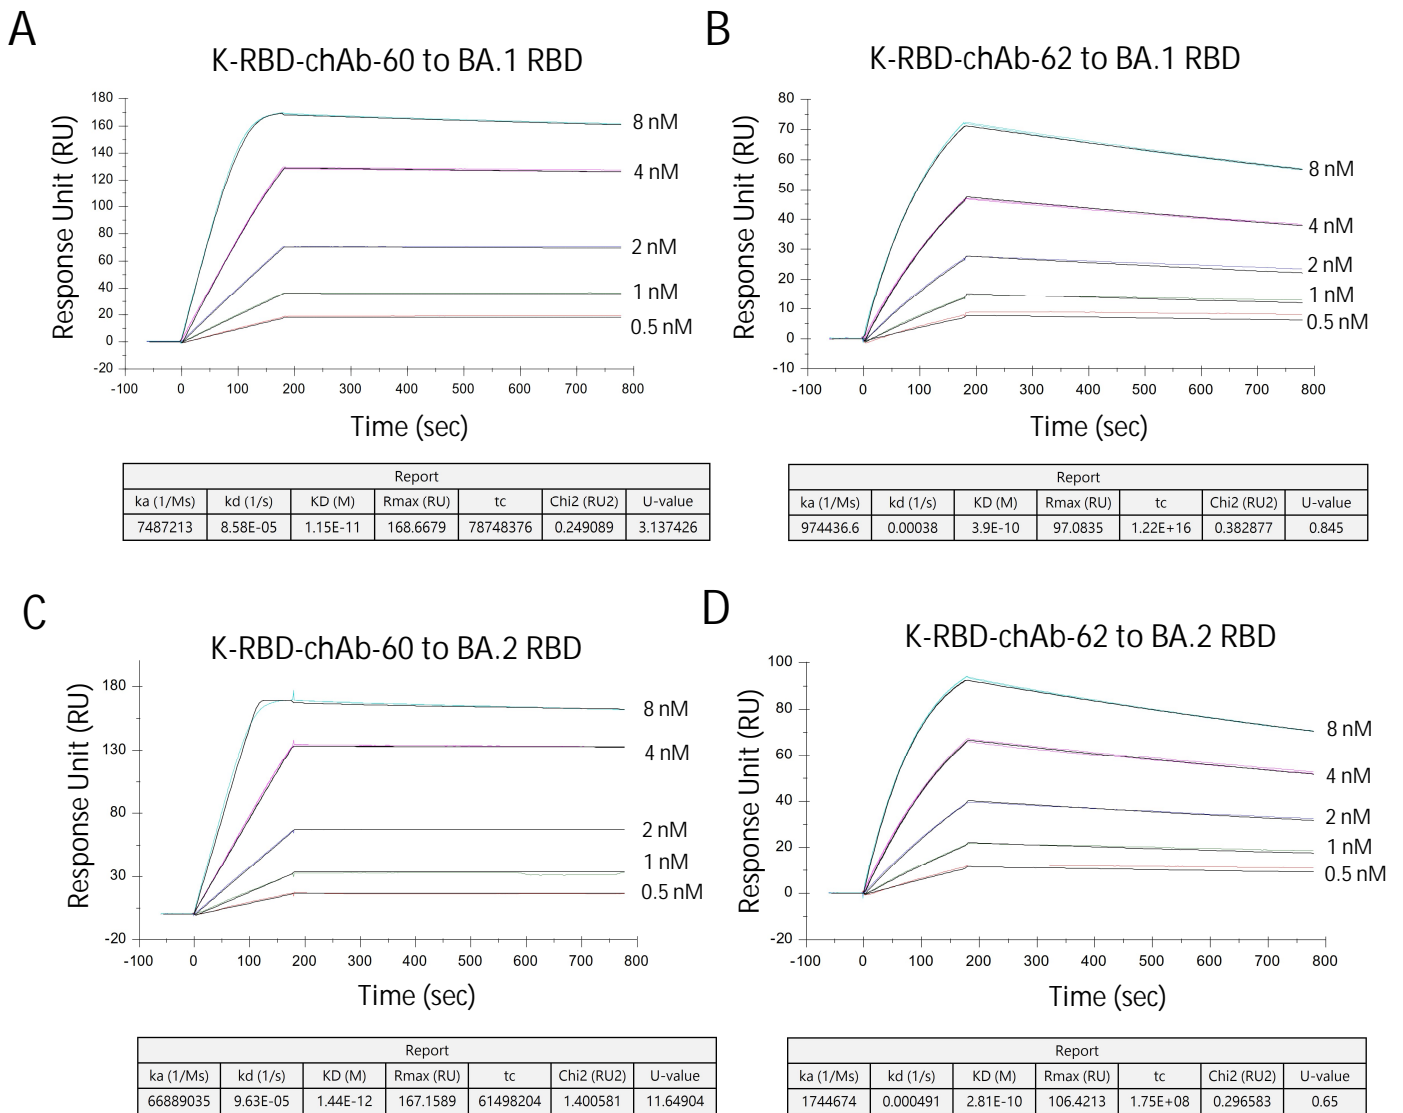 A
K-RBD-chAb-60 to BA.1 RBD
Response Unit (RU)
180
160
140
120
100
80
60
40
20
0
-20
-100 0 100 200 300 400 500 600 700 800
8 nM
4 nM
2 nM
1 nM
0.5 nM
Time (sec)
Report
ka (1/Ms) kd (1/s) KD (M) Rmax (RU) tc Chi2 (RU2) U-value
7487213 8.58E-05 1.15E-11 168.6679 78748376 0.249089 3.137426
B
K-RBD-chAb-62 to BA.1 RBD
Response Unit (RU)
80
70
60
50
40
30
20
10
0
-10
-100 0 100 200 300 400 500 600 700 800
8 nM
4 nM
2 nM
1 nM
0.5 nM
Time (sec)
Report
ka (1/Ms) kd (1/s) KD (M) Rmax (RU) tc Chi2 (RU2) U-value
974436.6 0.00038 3.9E-10 97.0835 1.22E+16 0.382877 0.845
C
K-RBD-chAb-60 to BA.2 RBD
Response Unit (RU)
180
130
80
30
-20
-100 0 100 200 300 400 500 600 700 800
8 nM
4 nM
2 nM
1 nM
0.5 nM
Time (sec)
Report
ka (1/Ms) kd (1/s) KD (M) Rmax (RU) tc Chi2 (RU2) U-value
66889035 9.63E-05 1.44E-12 167.1589 61498204 1.400581 11.64904
D
K-RBD-chAb-62 to BA.2 RBD
Response Unit (RU)
100
80
60
40
20
0
-20
-100 0 100 200 300 400 500 600 700 800
8 nM
4 nM
2 nM
1 nM
0.5 nM
Time (sec)
Report
ka (1/Ms) kd (1/s) KD (M) Rmax (RU) tc Chi2 (RU2) U-value
1744674 0.000491 2.81E-10 106.4213 1.75E+08 0.296583 0.65